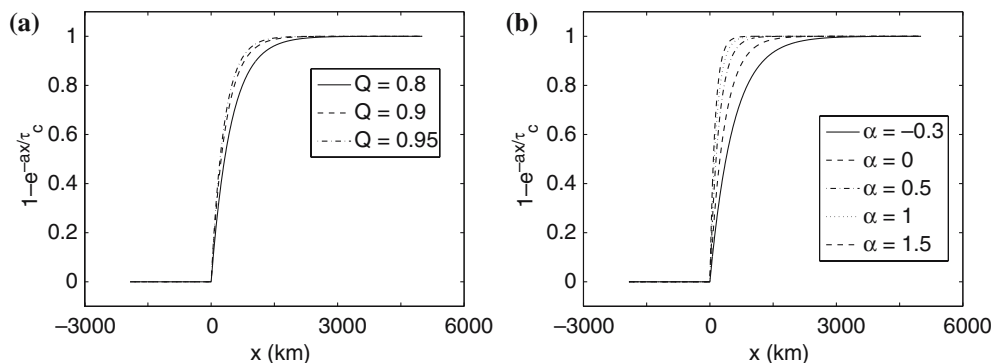 (a)
1
0.8
0.6
0.4
0.2
0
1–e^{–ax/τ_c}
Q = 0.8
Q = 0.9
Q = 0.95
–3000
0
3000
6000
x (km)
(b)
1
0.8
0.6
0.4
0.2
0
1–e^{–ax/τ_c}
α = –0.3
α = 0
α = 0.5
α = 1
α = 1.5
–3000
0
3000
6000
x (km)